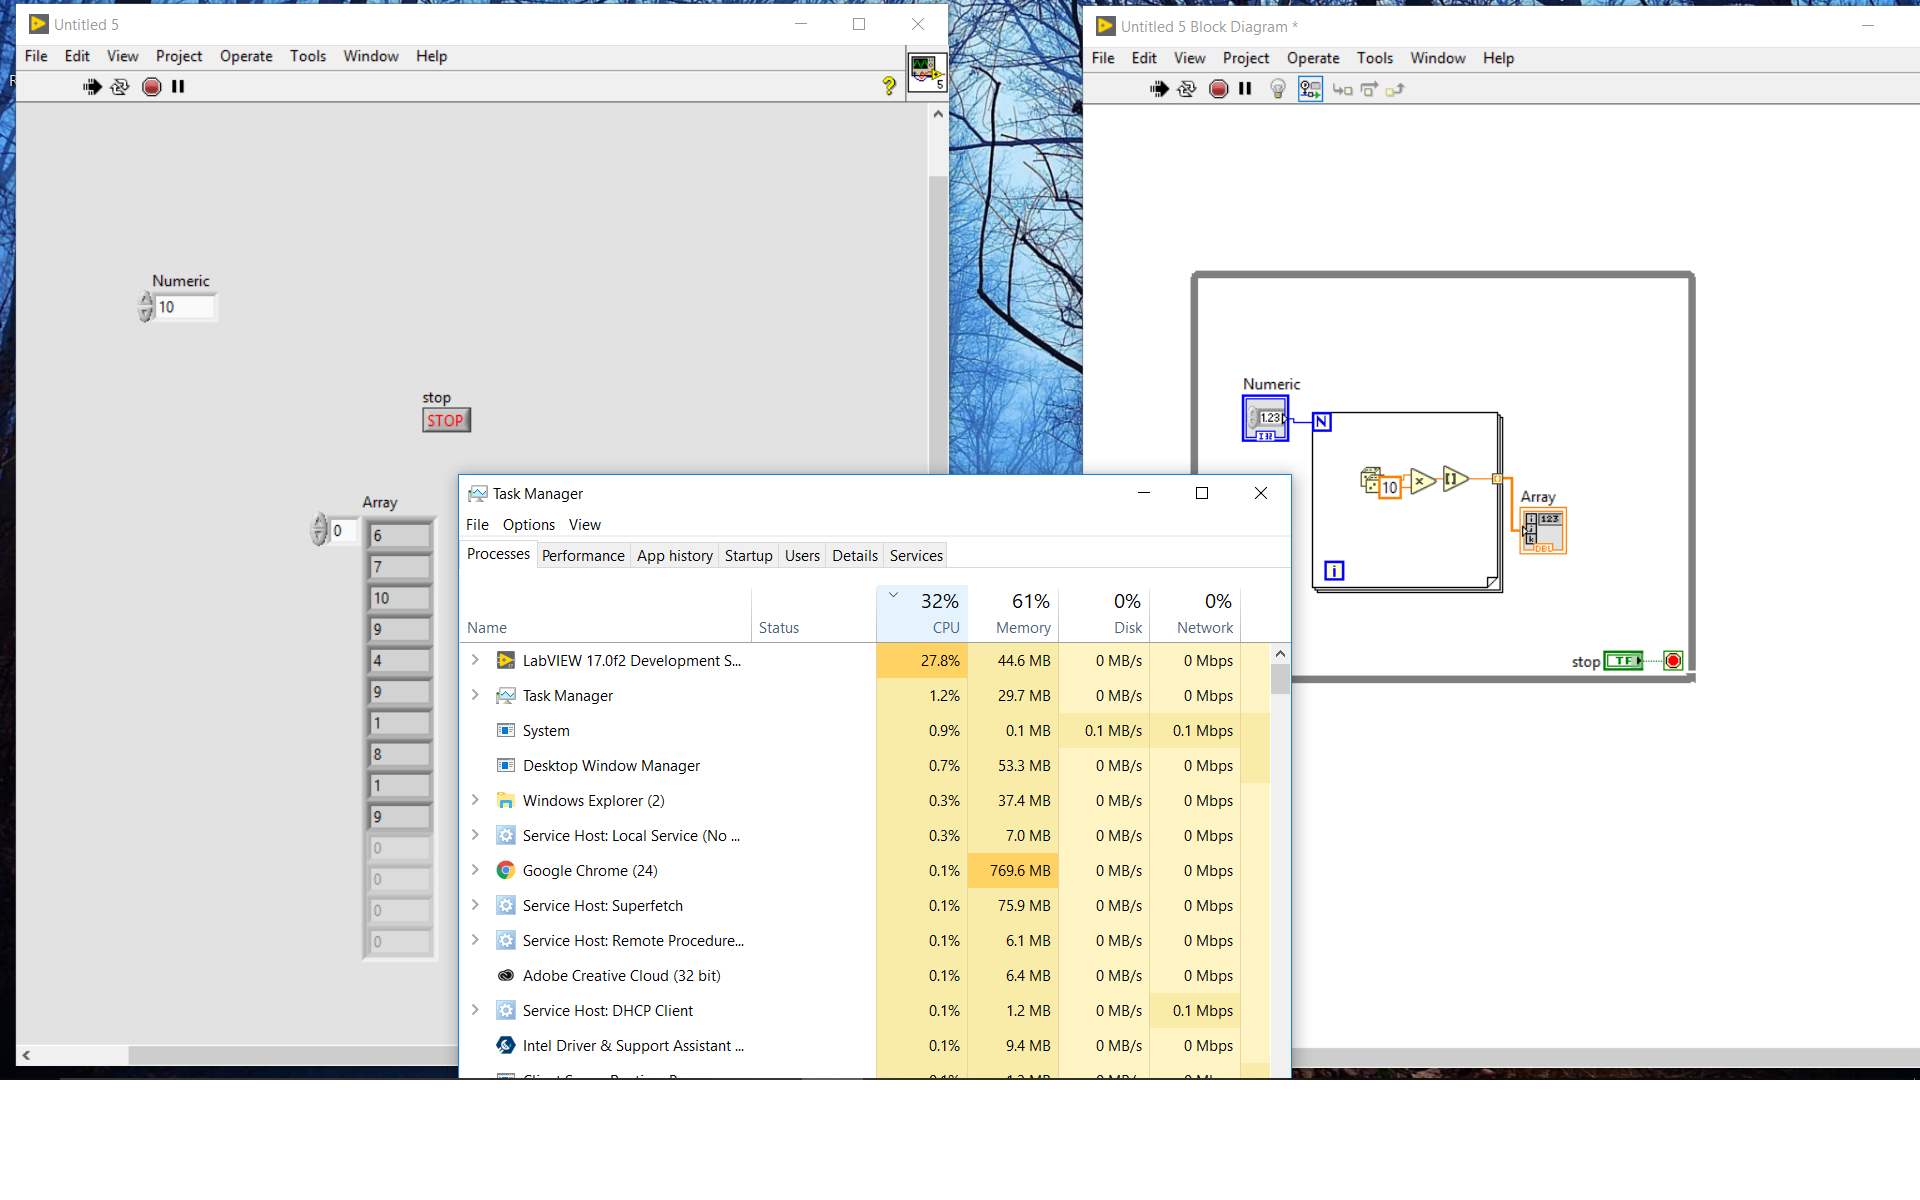 Untitled 5
File Edit View Project Operate Tools Window Help
5
Numeric
10
stop
STOP
Array
0
6
7
10
9
4
9
1
8
1
9
0
0
0
0
Untitled 5 Block Diagram *
File Edit View Project Operate Tools Window Help
Numeric
1.23
I32
N
10
x
i
Array
123
DBL
stop TF
Task Manager
File Options View
Processes Performance App history Startup Users Details Services
32% 61% 0% 0%
Name Status CPU Memory Disk Network
LabVIEW 17.0f2 Development S... 27.8% 44.6 MB 0 MB/s 0 Mbps
Task Manager 1.2% 29.7 MB 0 MB/s 0 Mbps
System 0.9% 0.1 MB 0.1 MB/s 0.1 Mbps
Desktop Window Manager 0.7% 53.3 MB 0 MB/s 0 Mbps
Windows Explorer (2) 0.3% 37.4 MB 0 MB/s 0 Mbps
Service Host: Local Service (No ... 0.3% 7.0 MB 0 MB/s 0 Mbps
Google Chrome (24) 0.1% 769.6 MB 0 MB/s 0 Mbps
Service Host: Superfetch 0.1% 75.9 MB 0 MB/s 0 Mbps
Service Host: Remote Procedure... 0.1% 6.1 MB 0 MB/s 0 Mbps
Adobe Creative Cloud (32 bit) 0.1% 6.4 MB 0 MB/s 0 Mbps
Service Host: DHCP Client 0.1% 1.2 MB 0 MB/s 0.1 Mbps
Intel Driver & Support Assistant ... 0.1% 9.4 MB 0 MB/s 0 Mbps